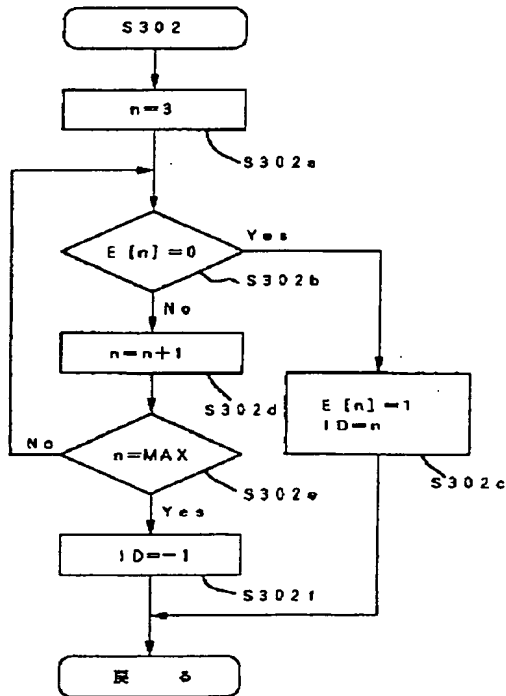 S302
n=3
S302a
E[n]=0
Yes
S302b
No
n=n+1
S302d
E[n]=1
ID=n
S302c
No
n=MAX
S302e
Yes
ID=-1
S302f
戻 る